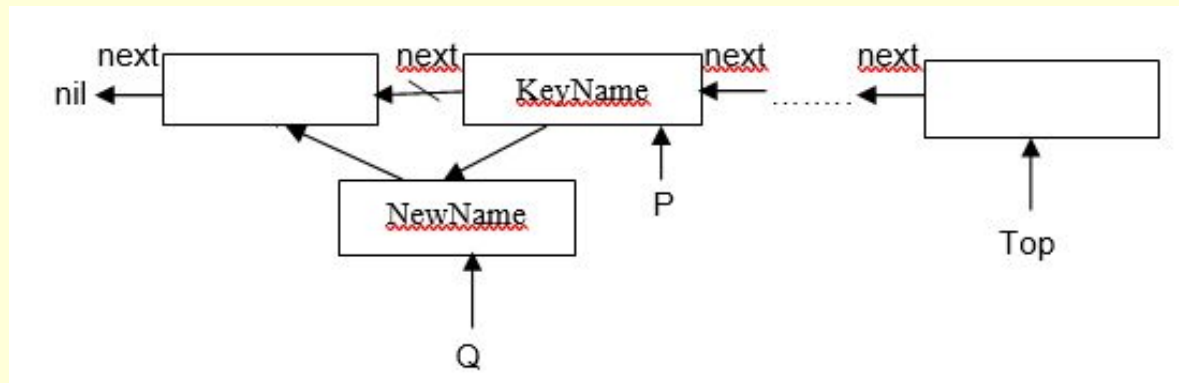 next next next next
nil KeyName ........
NewName P
Top
Q